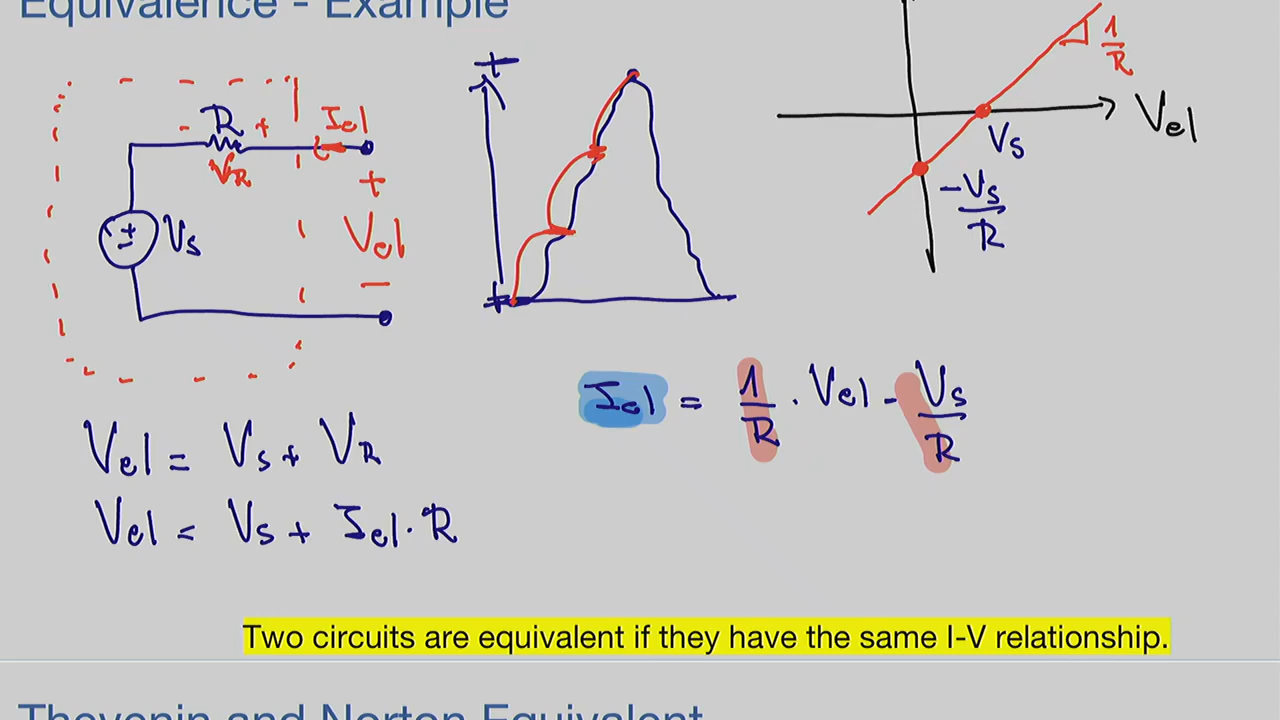 Equivalence - Example
1/R
- R + Iel
VR
+
Vel
Vs
-
+
+
Vel
Vs
-Vs/R
Iel = 1/R · Vel - Vs/R
Vel = Vs + VR
Vel = Vs + Iel · R
Two circuits are equivalent if they have the same I-V relationship.
Thevenin and Norton Equivalent